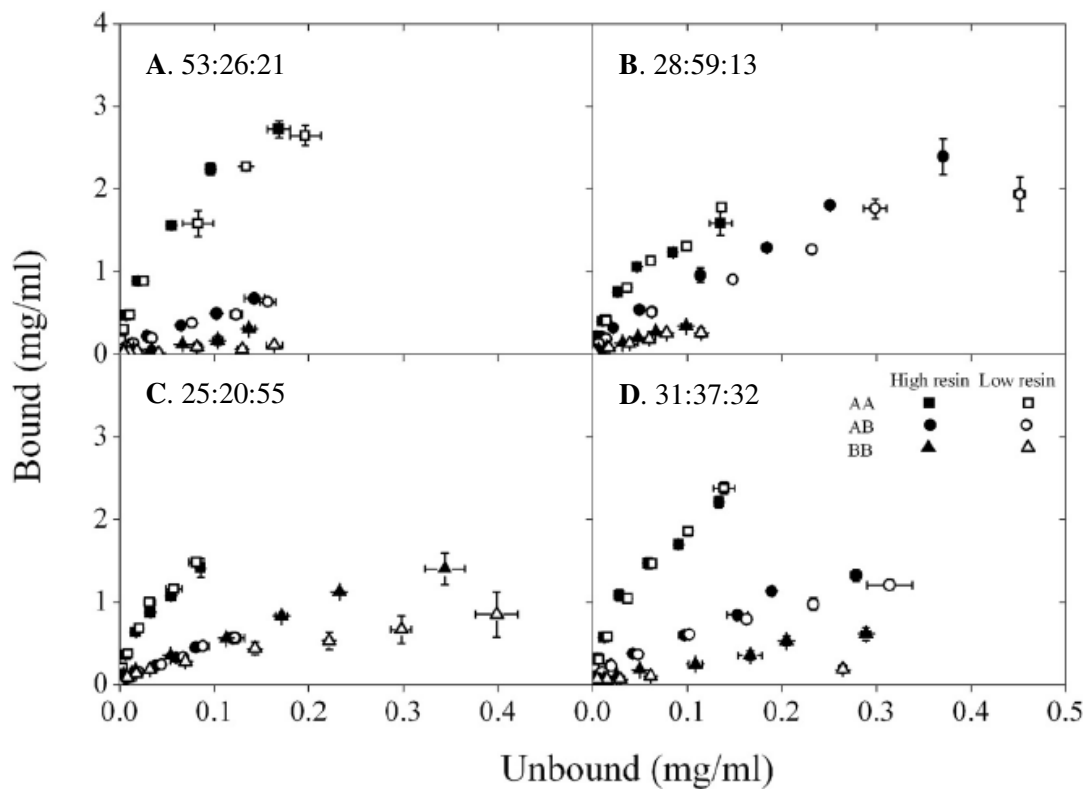 4
A. 53:26:21
B. 28:59:13
3
2
1
0
C. 25:20:55
D. 31:37:32
High resin Low resin
AA
AB
BB
3
2
1
0
0.0 0.1 0.2 0.3 0.4 0.0 0.1 0.2 0.3 0.4 0.5
Bound (mg/ml)
Unbound (mg/ml)